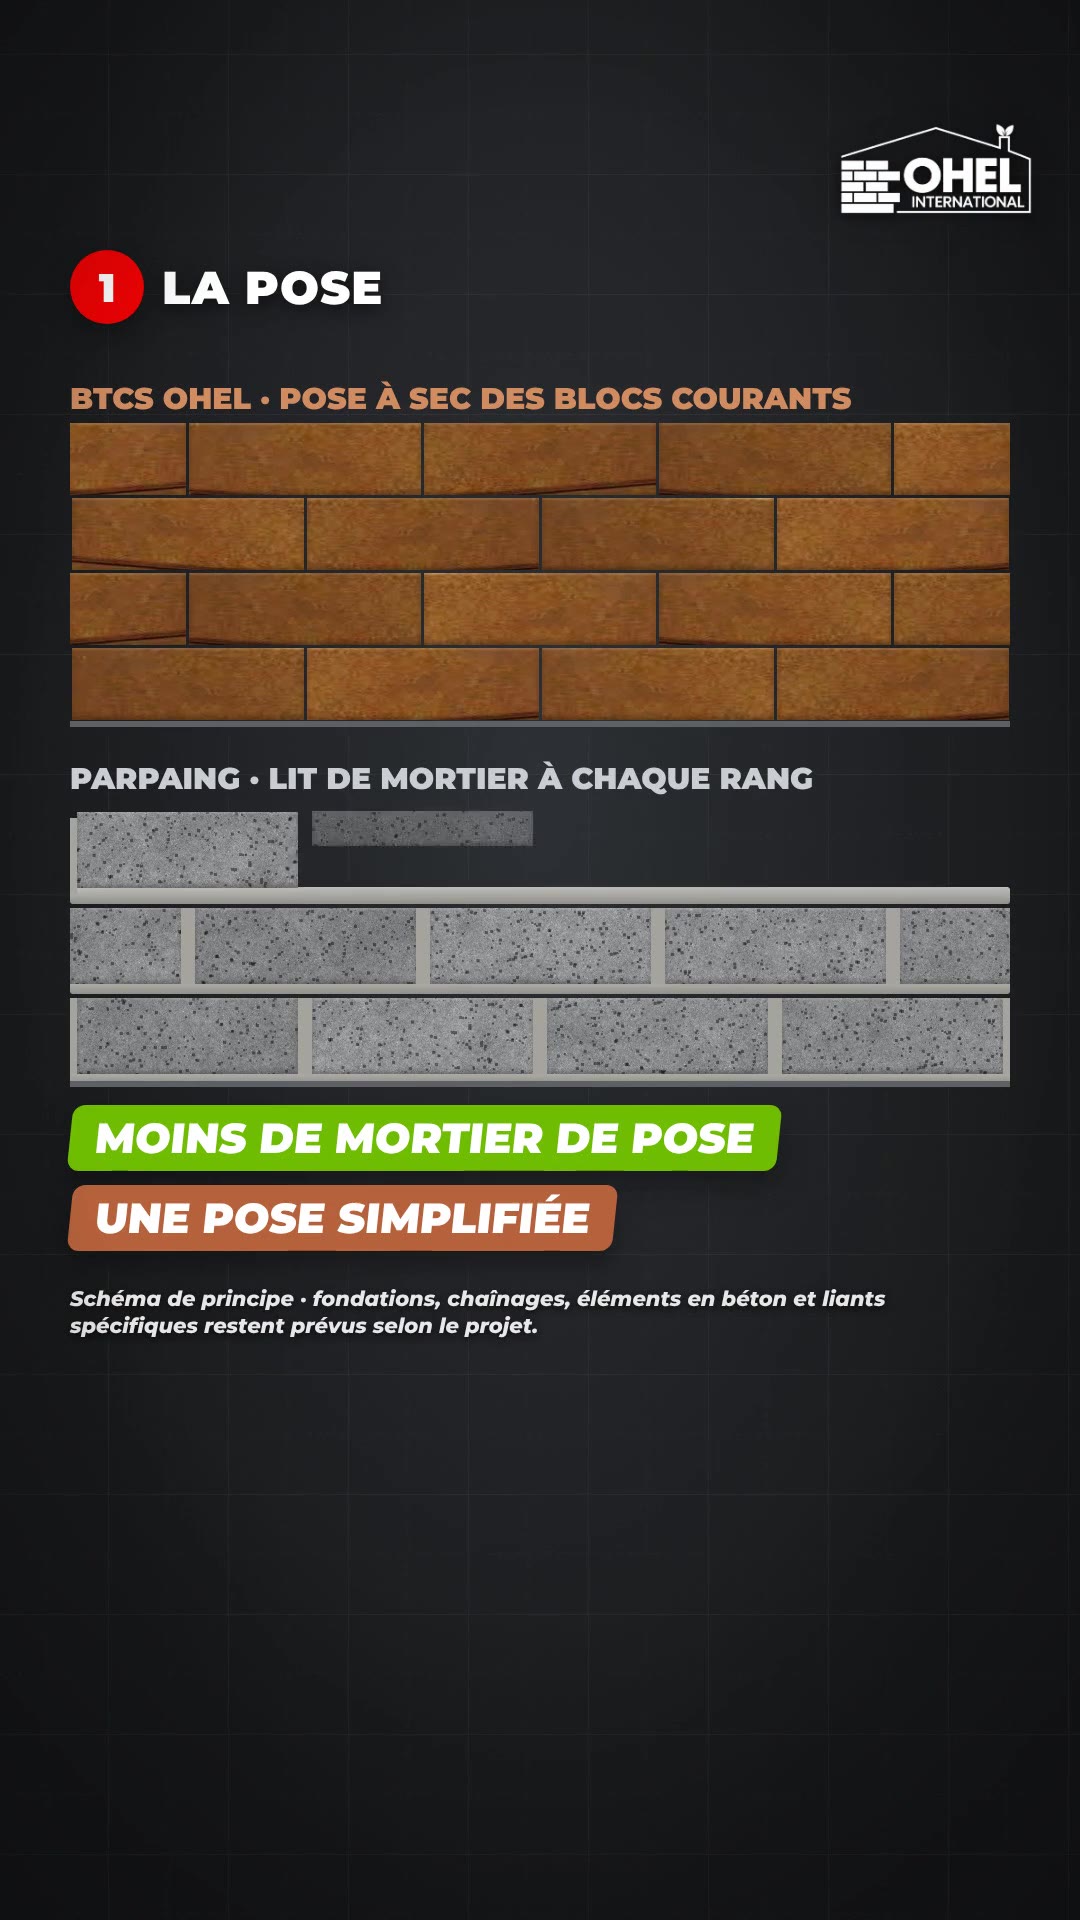 OHEL
INTERNATIONAL
1 LA POSE
BTCS OHEL · POSE À SEC DES BLOCS COURANTS
PARPAING · LIT DE MORTIER À CHAQUE RANG
MOINS DE MORTIER DE POSE
UNE POSE SIMPLIFIÉE
Schéma de principe · fondations, chaînages, éléments en béton et liants
spécifiques restent prévus selon le projet.